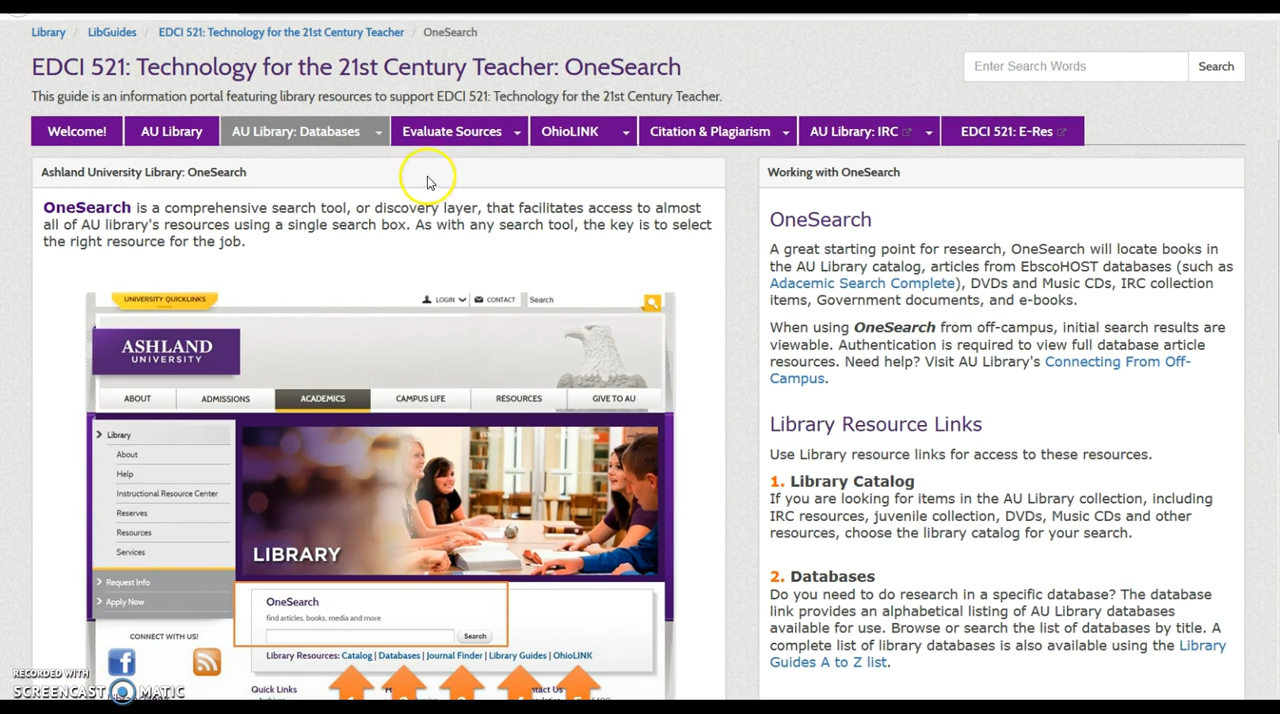 Library / LibGuides / EDCI 521: Technology for the 21st Century Teacher / OneSearch
EDCI 521: Technology for the 21st Century Teacher: OneSearch
Enter Search Words Search
This guide is an information portal featuring library resources to support EDCI 521: Technology for the 21st Century Teacher.
Welcome! AU Library AU Library: Databases Evaluate Sources OhioLINK Citation & Plagiarism AU Library: IRC EDCI 521: E-Res
Ashland University Library: OneSearch
OneSearch is a comprehensive search tool, or discovery layer, that facilitates access to almost
all of AU library's resources using a single search box. As with any search tool, the key is to select
the right resource for the job.
UNIVERSITY QUICKLINKS LOGIN CONTACT Search
ASHLAND
UNIVERSITY
ABOUT ADMISSIONS ACADEMICS CAMPUS LIFE RESOURCES GIVE TO AU
Library
About
Help
Instructional Resource Center
Reserves
Resources
Services
Request Info
Apply Now
CONNECT WITH US!
LIBRARY
OneSearch
find articles, books, media and more
Search
Library Resources: Catalog | Databases | Journal Finder | Library Guides | OhioLINK
Quick Links
RECORDED WITH
SCREENCAST MATIC
Working with OneSearch
OneSearch
A great starting point for research, OneSearch will locate books in
the AU Library catalog, articles from EbscoHOST databases (such as
Adacemic Search Complete), DVDs and Music CDs, IRC collection
items, Government documents, and e-books.
When using OneSearch from off-campus, initial search results are
viewable. Authentication is required to view full database article
resources. Need help? Visit AU Library's Connecting From Off-
Campus.
Library Resource Links
Use Library resource links for access to these resources.
1. Library Catalog
If you are looking for items in the AU Library collection, including
IRC resources, juvenile collection, DVDs, Music CDs and other
resources, choose the library catalog for your search.
2. Databases
Do you need to do research in a specific database? The database
link provides an alphabetical listing of AU Library databases
available for use. Browse or search the list of databases by title. A
complete list of library databases is also available using the Library
Guides A to Z list.